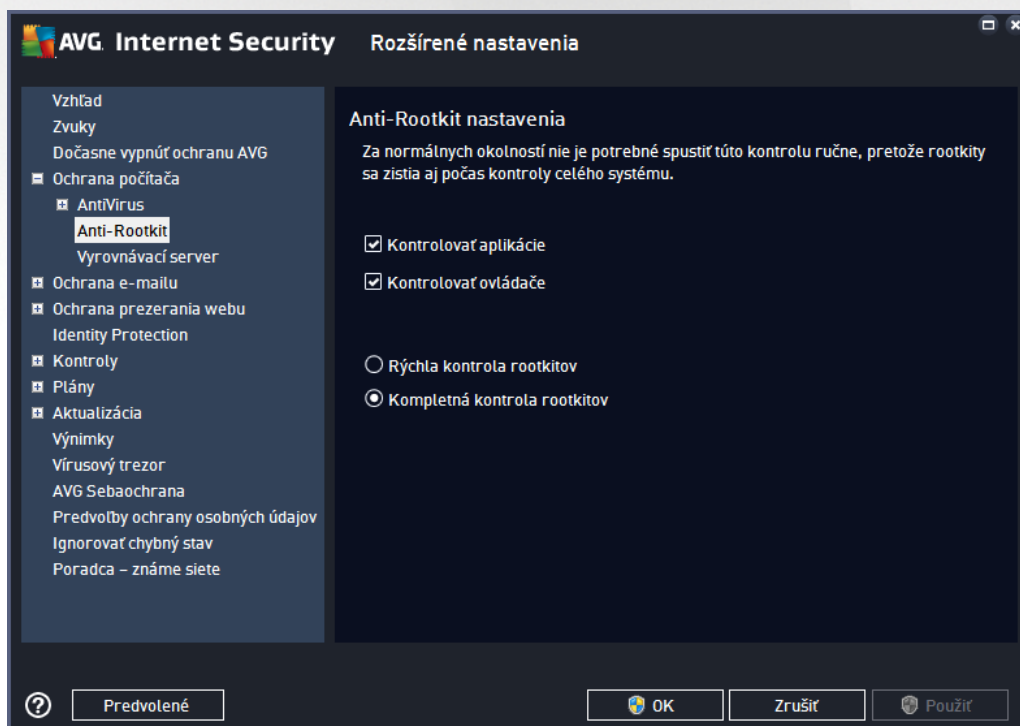 AVG. Internet Security
Rozšírené nastavenia
Vzhľad
Zvuky
Dočasne vypnúť ochranu AVG
Ochrana počítača
AntiVirus
Anti-Rootkit
Vyrovnávací server
Ochrana e-mailu
Ochrana prezerania webu
Identity Protection
Kontroly
Plány
Aktualizácia
Výnimky
Vírusový trezor
AVG Sebaochrana
Predvoľby ochrany osobných údajov
Ignorovať chybný stav
Poradca – známe siete
Anti-Rootkit nastavenia
Za normálnych okolností nie je potrebné spustiť túto kontrolu ručne, pretože rootkity
sa zistia aj počas kontroly celého systému.
Kontrolovať aplikácie
Kontrolovať ovládače
Rýchla kontrola rootkitov
Kompletná kontrola rootkitov
?
Predvolené
OK
Zrušiť
Použiť